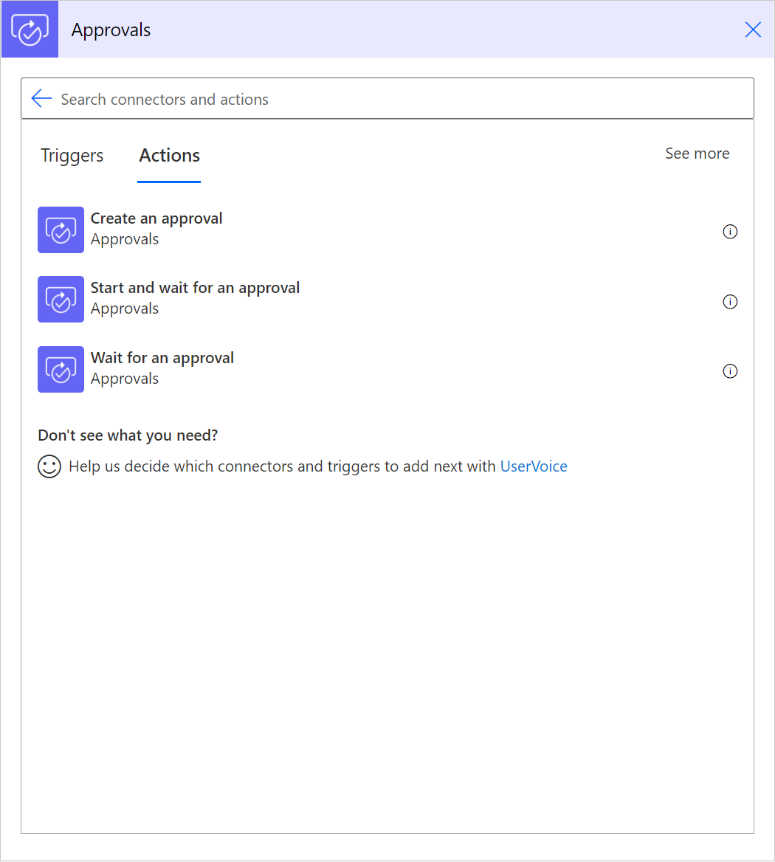 Approvals
Search connectors and actions
Triggers Actions See more
Create an approval
Approvals
Start and wait for an approval
Approvals
Wait for an approval
Approvals
Don't see what you need?
Help us decide which connectors and triggers to add next with UserVoice